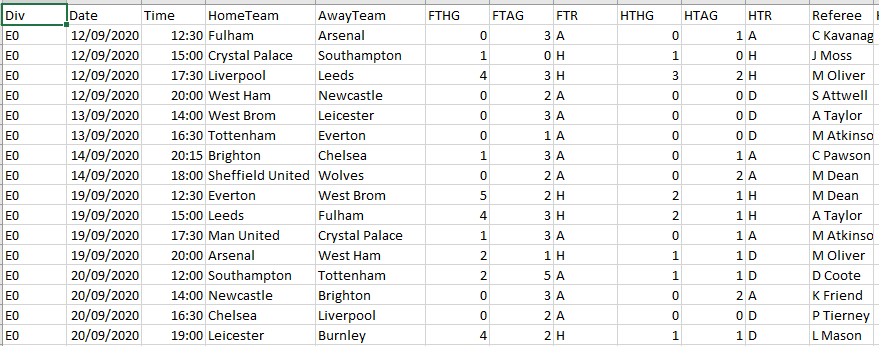 Div Date Time HomeTeam AwayTeam FTHG FTAG FTR HTHG HTAG HTR Referee
E0 12/09/2020 12:30 Fulham Arsenal 0 3 A 0 1 A C Kavanag
E0 12/09/2020 15:00 Crystal Palace Southampton 1 0 H 1 0 H J Moss
E0 12/09/2020 17:30 Liverpool Leeds 4 3 H 3 2 H M Oliver
E0 12/09/2020 20:00 West Ham Newcastle 0 2 A 0 0 D S Attwell
E0 13/09/2020 14:00 West Brom Leicester 0 3 A 0 0 D A Taylor
E0 13/09/2020 16:30 Tottenham Everton 0 1 A 0 0 D M Atkinso
E0 14/09/2020 20:15 Brighton Chelsea 1 3 A 0 1 A C Pawson
E0 14/09/2020 18:00 Sheffield United Wolves 0 2 A 0 2 A M Dean
E0 19/09/2020 12:30 Everton West Brom 5 2 H 2 1 H M Dean
E0 19/09/2020 15:00 Leeds Fulham 4 3 H 2 1 H A Taylor
E0 19/09/2020 17:30 Man United Crystal Palace 1 3 A 0 1 A M Atkinso
E0 19/09/2020 20:00 Arsenal West Ham 2 1 H 1 1 D M Oliver
E0 20/09/2020 12:00 Southampton Tottenham 2 5 A 1 1 D D Coote
E0 20/09/2020 14:00 Newcastle Brighton 0 3 A 0 2 A K Friend
E0 20/09/2020 16:30 Chelsea Liverpool 0 2 A 0 0 D P Tierney
E0 20/09/2020 19:00 Leicester Burnley 4 2 H 1 1 D L Mason